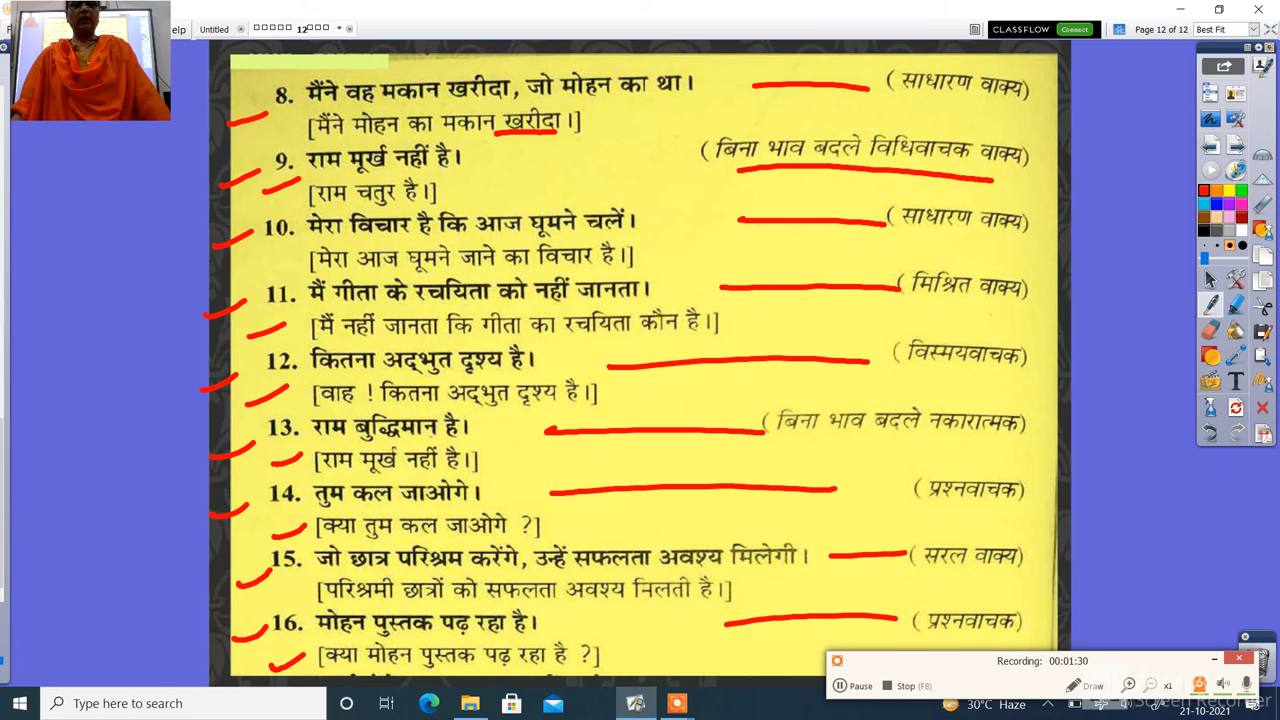 Help
Untitled
12
CLASSFLOW Connect
Page 12 of 12
Best Fit
8. मैंने वह मकान खरीदा, जो मोहन का था। (साधारण वाक्य)
[मैंने मोहन का मकान खरीदा।]
9. राम मूर्ख नहीं है। (बिना भाव बदले विधिवाचक वाक्य)
[राम चतुर है।]
10. मेरा विचार है कि आज घूमने चलें। (साधारण वाक्य)
[मेरा आज घूमने जाने का विचार है।]
11. मैं गीता के रचयिता को नहीं जानता। (मिश्रित वाक्य)
[मैं नहीं जानता कि गीता का रचयिता कौन है।]
12. कितना अद्‌भुत दृश्य है। (विस्मयवाचक)
[वाह ! कितना अद्‌भुत दृश्य है।]
13. राम बुद्धिमान है। (बिना भाव बदले नकारात्मक)
[राम मूर्ख नहीं है।]
14. तुम कल जाओगे। (प्रश्नवाचक)
[क्या तुम कल जाओगे ?]
15. जो छात्र परिश्रम करेंगे, उन्हें सफलता अवश्य मिलेगी। (सरल वाक्य)
[परिश्रमी छात्रों को सफलता अवश्य मिलती है।]
16. मोहन पुस्तक पढ़ रहा है। (प्रश्नवाचक)
[क्या मोहन पुस्तक पढ़ रहा है ?]
Recording: 00:01:30
Pause Stop (F8) Draw x1
Type here to search
30°C Haze
Screen Recorder
21-10-2021